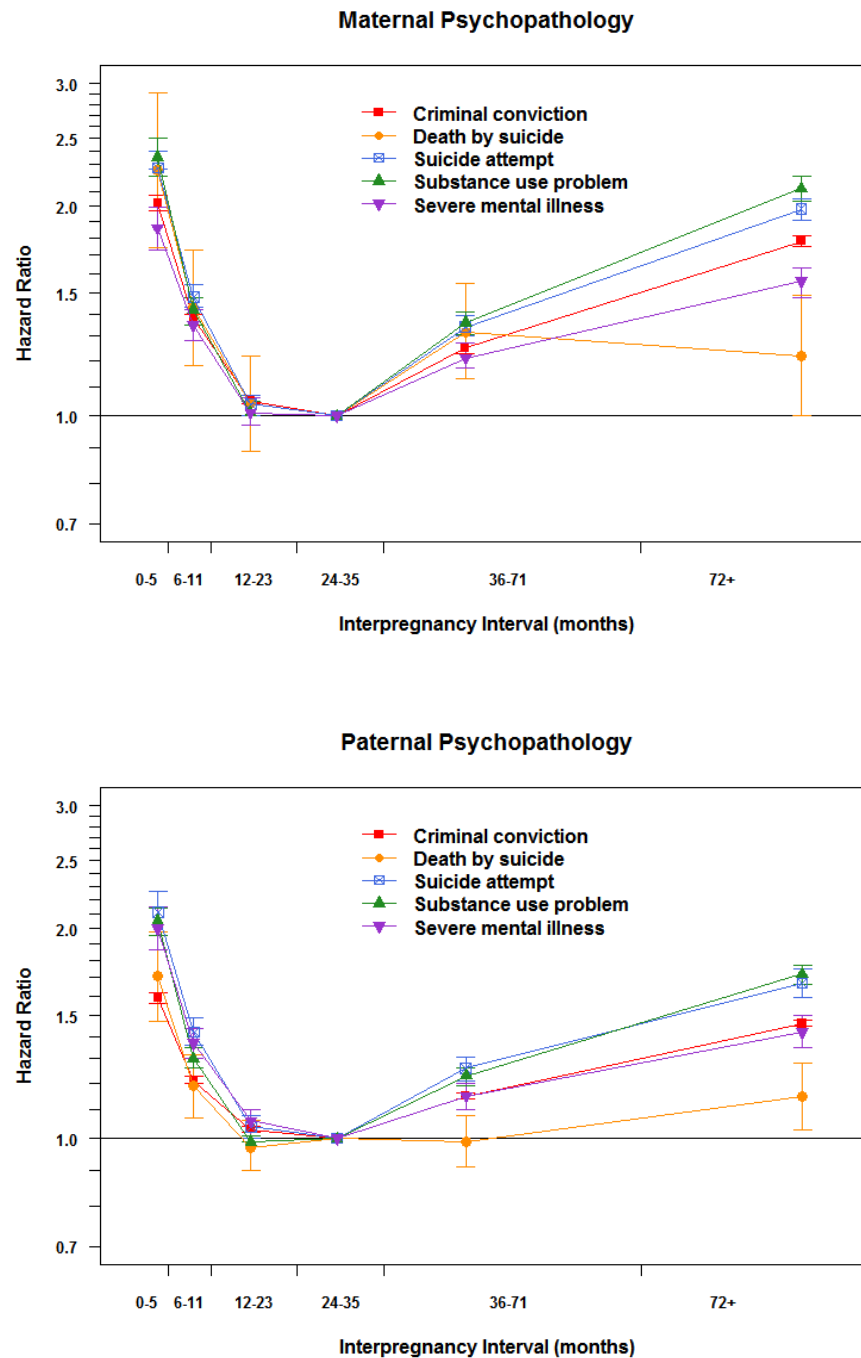 Maternal Psychopathology
3.0
2.5
2.0
1.5
1.0
0.7
Hazard Ratio
Criminal conviction
Death by suicide
Suicide attempt
Substance use problem
Severe mental illness
0-5 6-11 12-23 24-35 36-71 72+
Interpregnancy Interval (months)
Paternal Psychopathology
3.0
2.5
2.0
1.5
1.0
0.7
Hazard Ratio
Criminal conviction
Death by suicide
Suicide attempt
Substance use problem
Severe mental illness
0-5 6-11 12-23 24-35 36-71 72+
Interpregnancy Interval (months)